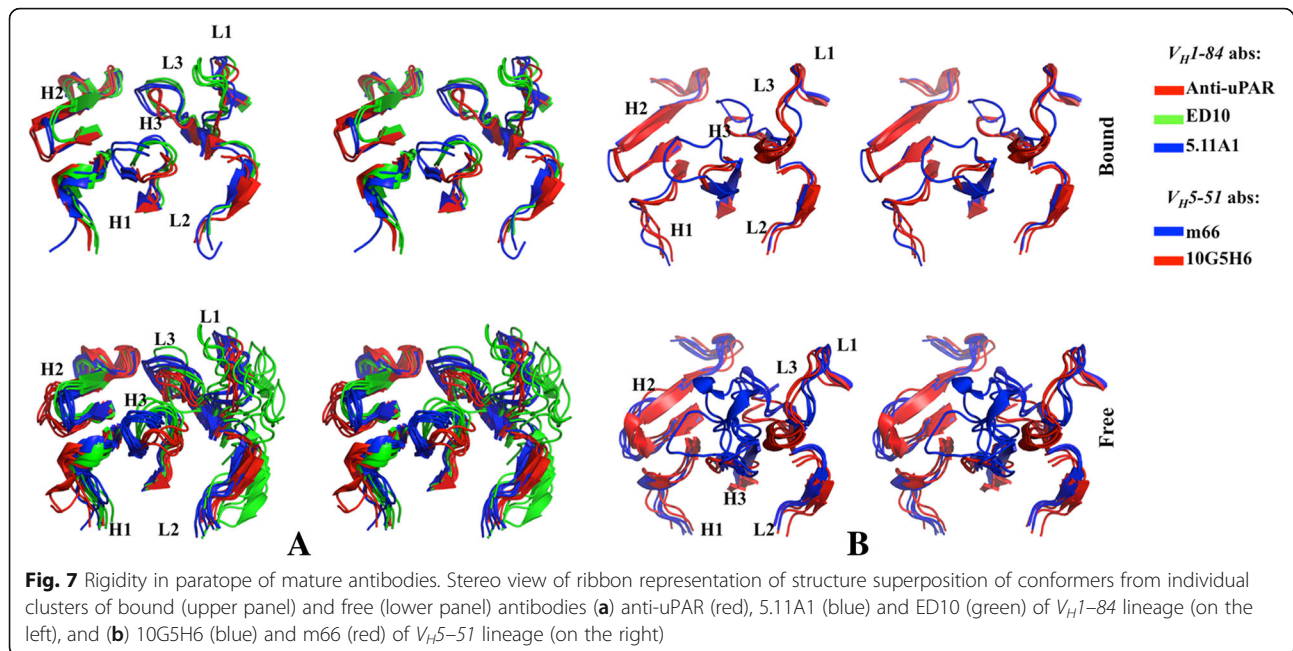 L1
L3
H2
H3
H1
L2
L1
L3
H2
H3
H1
L2
Bound
V_H1-84 abs:
Anti-uPAR
ED10
5.11A1
V_H5-51 abs:
m66
10G5H6
L1
L3
H2
H3
H1
L2
L1
L3
H2
H3
H1
L2
Free
A
B
Fig. 7 Rigidity in paratope of mature antibodies. Stereo view of ribbon representation of structure superposition of conformers from individual
clusters of bound (upper panel) and free (lower panel) antibodies (a) anti-uPAR (red), 5.11A1 (blue) and ED10 (green) of V_H1–84 lineage (on the
left), and (b) 10G5H6 (blue) and m66 (red) of V_H5–51 lineage (on the right)